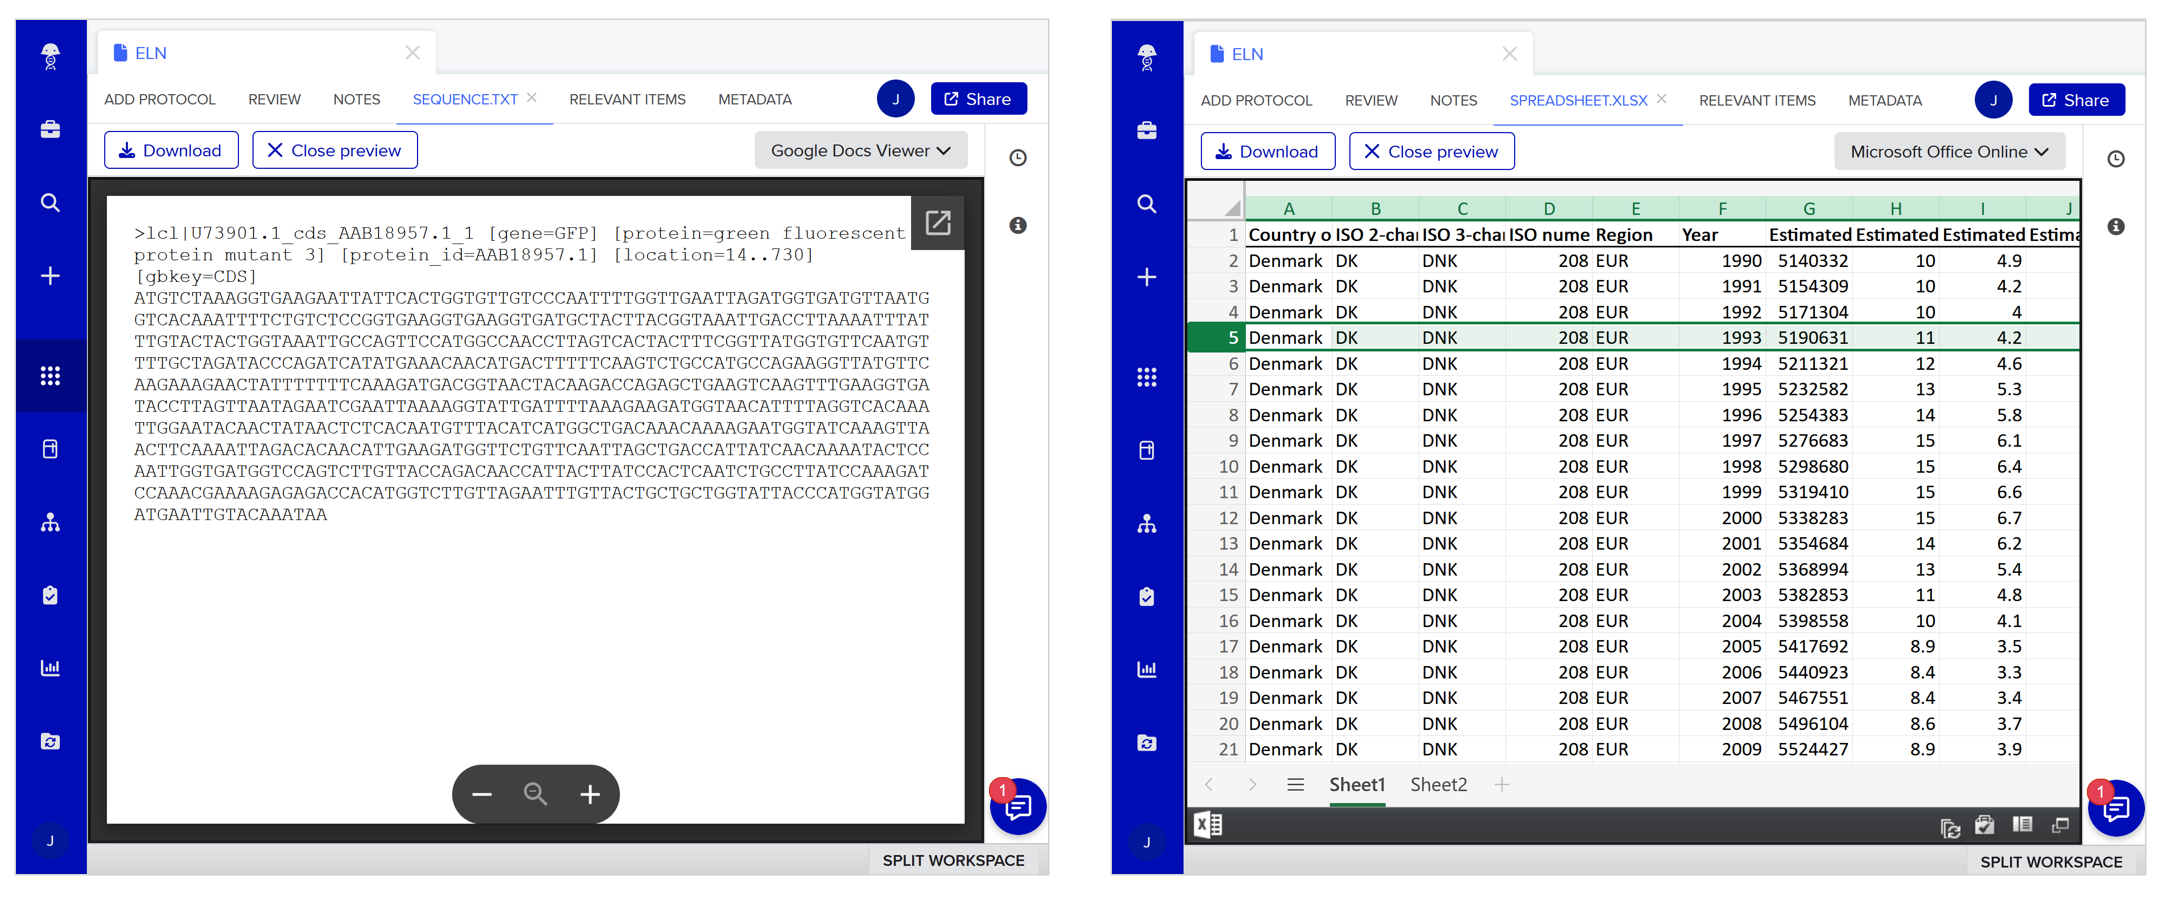 ELN
ADD PROTOCOL REVIEW NOTES SEQUENCE.TXT RELEVANT ITEMS METADATA J Share
Download Close preview Google Docs Viewer
>lcl|U73901.1_cds_AAB18957.1_1 [gene=GFP] [protein=green fluorescent
protein mutant 3] [protein_id=AAB18957.1] [location=14..730]
[gbkey=CDS]
ATGTCTAAAGGTGAAGAATTATTCACTGGTGTTGTCCCAATTTTGGTTGAATTAGATGGTGATGTTAATG
GTCACAAATTTTCTGTCTCCGGTGAAGGTGAAGGTGATGCTACTTACGGTAAATTGACCTTAAAATTTAT
TTGTACTACTGGTAAATTGCCAGTTCCATGGCCAACCTTAGTCACTACTTTCGGTTATGGTGTTCAATGT
TTTGCTAGATACCCAGATCATATGAAACAACATGACTTTTTCAAGTCTGCCATGCCAGAAGGTTATGTTC
AAGAAAGAACTATTTTTTTCAAAGATGACGGTAACTACAAGACCAGAGCTGAAGTCAAGTTTGAAGGTGA
TACCTTAGTTAATAGAATCGAATTAAAAGGTATTGATTTTAAAGAAGATGGTAACATTTTAGGTCACAAA
TTGGAATACAACTATAACTCTCACAATGTTTACATCATGGCTGACAAACAAAAGAATGGTATCAAAGTTA
ACTTCAAAATTAGACACAACATTGAAGATGGTTCTGTTCAATTAGCTGACCATTATCAACAAAATACTCC
AATTGGTGATGGTCCAGTCTTGTTACCAGACAACCATTACTTATCCACTCAATCTGCCTTATCCAAAGAT
CCAAACGAAAAGAGAGACCACATGGTCTTGTTAGAATTTGTTACTGCTGCTGGTATTACCCATGGTATGG
ATGAATTGTACAAATAA
1
J
SPLIT WORKSPACE
ELN
ADD PROTOCOL REVIEW NOTES SPREADSHEET.XLSX RELEVANT ITEMS METADATA J Share
Download Close preview Microsoft Office Online
A B C D E F G H I J
1 Country o ISO 2-chai ISO 3-chai ISO nume Region Year Estimated Estimated Estimated Estima
2 Denmark DK DNK 208 EUR 1990 5140332 10 4.9
3 Denmark DK DNK 208 EUR 1991 5154309 10 4.2
4 Denmark DK DNK 208 EUR 1992 5171304 10 4
5 Denmark DK DNK 208 EUR 1993 5190631 11 4.2
6 Denmark DK DNK 208 EUR 1994 5211321 12 4.6
7 Denmark DK DNK 208 EUR 1995 5232582 13 5.3
8 Denmark DK DNK 208 EUR 1996 5254383 14 5.8
9 Denmark DK DNK 208 EUR 1997 5276683 15 6.1
10 Denmark DK DNK 208 EUR 1998 5298680 15 6.4
11 Denmark DK DNK 208 EUR 1999 5319410 15 6.6
12 Denmark DK DNK 208 EUR 2000 5338283 15 6.7
13 Denmark DK DNK 208 EUR 2001 5354684 14 6.2
14 Denmark DK DNK 208 EUR 2002 5368994 13 5.4
15 Denmark DK DNK 208 EUR 2003 5382853 11 4.8
16 Denmark DK DNK 208 EUR 2004 5398558 10 4.1
17 Denmark DK DNK 208 EUR 2005 5417692 8.9 3.5
18 Denmark DK DNK 208 EUR 2006 5440923 8.4 3.3
19 Denmark DK DNK 208 EUR 2007 5467551 8.4 3.4
20 Denmark DK DNK 208 EUR 2008 5496104 8.6 3.7
21 Denmark DK DNK 208 EUR 2009 5524427 8.9 3.9
Sheet1 Sheet2
1
J
SPLIT WORKSPACE